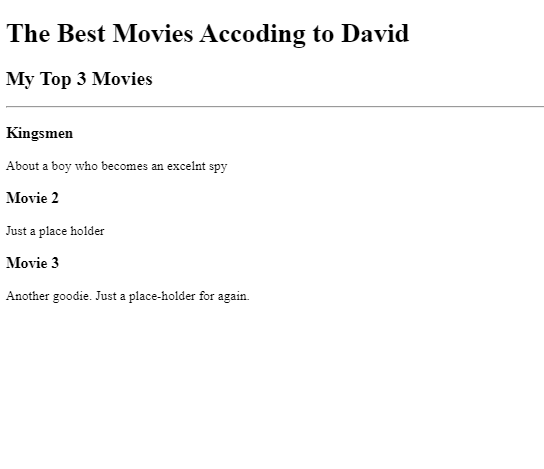 The Best Movies Accoding to David
My Top 3 Movies
Kingsmen
About a boy who becomes an excelnt spy
Movie 2
Just a place holder
Movie 3
Another goodie. Just a place-holder for again.